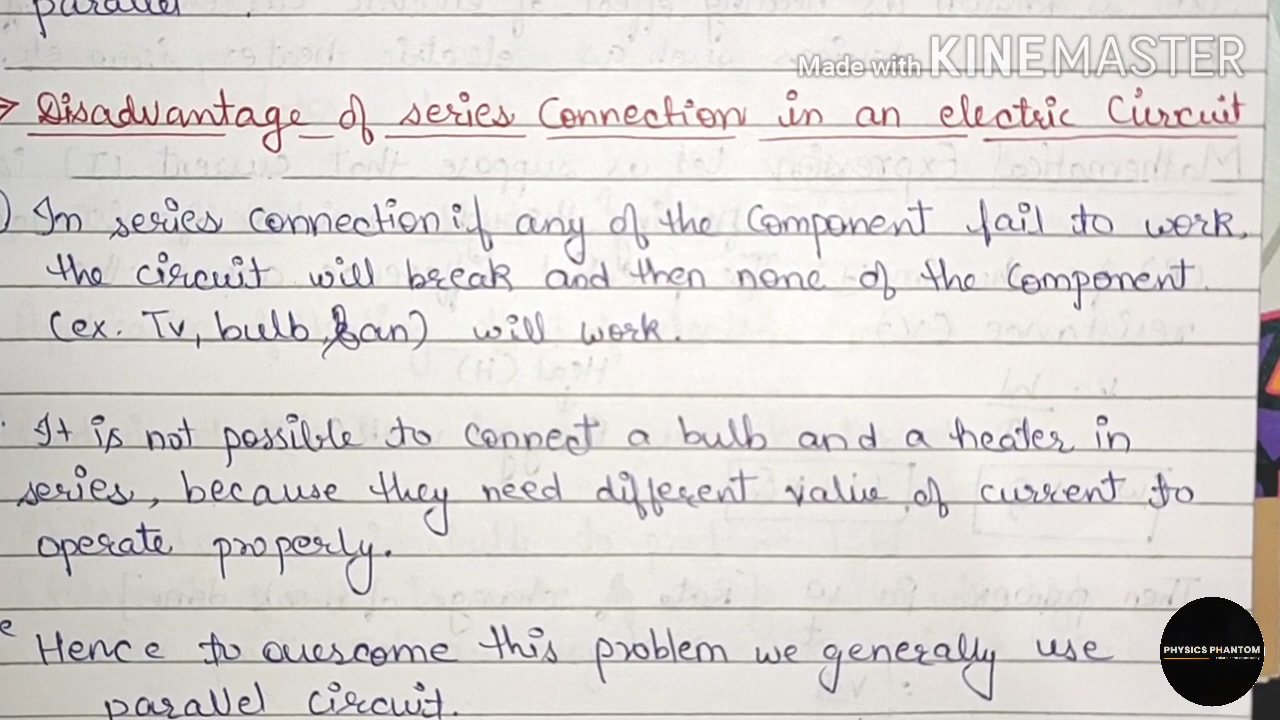 parallel.
Made with KINEMASTER
→ Disadvantage of series Connection in an electric Circuit
) In series connection if any of the Component fail to work,
the circuit will break and then none of the Component
(ex. TV, bulb, fan) will work.
It is not possible to connect a bulb and a heater in
series, because they need different value of current to
operate properly.
Hence to overcome this problem we generally use
parallel circuit.
PHYSICS PHANTOM